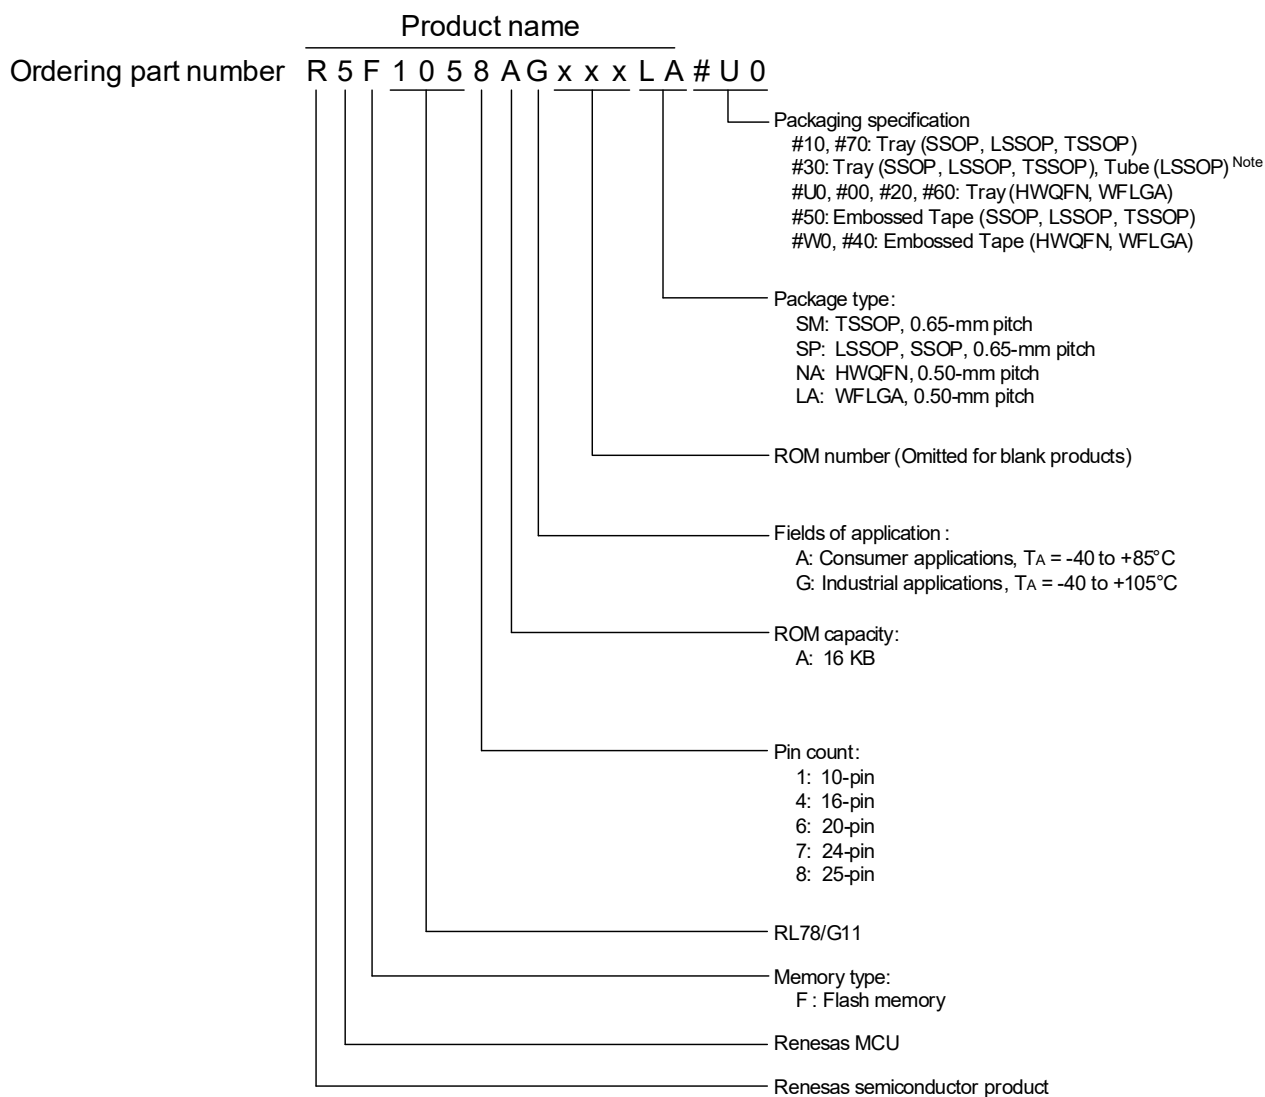 Product name
Ordering part number R 5 F 1 0 5 8 A G x x x L A # U 0
Packaging specification
#10, #70: Tray (SSOP, LSSOP, TSSOP)
#30: Tray (SSOP, LSSOP, TSSOP), Tube (LSSOP) Note
#U0, #00, #20, #60: Tray (HWQFN, WFLGA)
#50: Embossed Tape (SSOP, LSSOP, TSSOP)
#W0, #40: Embossed Tape (HWQFN, WFLGA)
Package type:
SM: TSSOP, 0.65-mm pitch
SP: LSSOP, SSOP, 0.65-mm pitch
NA: HWQFN, 0.50-mm pitch
LA: WFLGA, 0.50-mm pitch
ROM number (Omitted for blank products)
Fields of application :
A: Consumer applications, TA = -40 to +85°C
G: Industrial applications, TA = -40 to +105°C
ROM capacity:
A: 16 KB
Pin count:
1: 10-pin
4: 16-pin
6: 20-pin
7: 24-pin
8: 25-pin
RL78/G11
Memory type:
F : Flash memory
Renesas MCU
Renesas semiconductor product